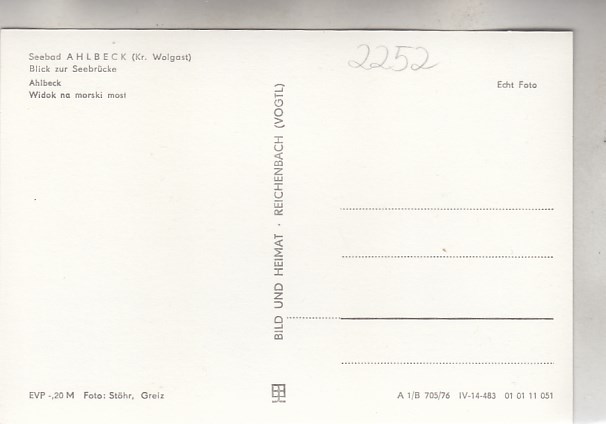 Seebad AHLBECK (Kr. Wolgast)
Blick zur Seebrücke
Ahlbeck
Widok na morski most
2252
Echt Foto
BILD UND HEIMAT · REICHENBACH (VOGTL)
EVP -,20 M Foto: Stöhr, Greiz
A 1/B 705/76 IV-14-483 01 01 11 051